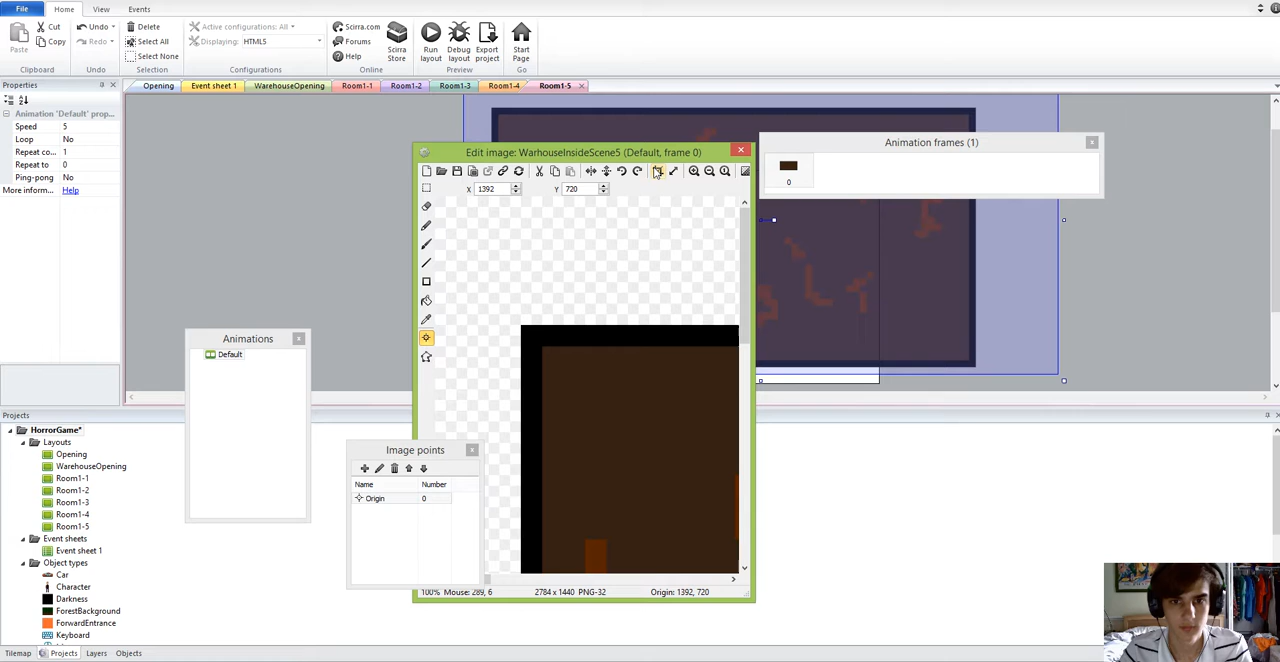 File Home View Events
Cut
Copy
Paste
Clipboard
Undo
Redo
Undo
Delete
Select All
Select None
Selection
Active configurations: All
Displaying: HTML5
Configurations
Scirra.com
Forums
Help
Scirra Store
Online
Run layout
Debug layout
Export project
Preview
Start Page
Go
Properties
Opening Event sheet 1 WarehouseOpening Room1-1 Room1-2 Room1-3 Room1-4 Room1-5
Animation 'Default' prop...
Speed 5
Loop No
Repeat co... 1
Repeat to 0
Ping-pong No
More inform... Help
Edit image: WarhouseInsideScene5 (Default, frame 0)
X 1392 Y 720
Animation frames (1)
0
Animations
Default
Image points
Name Number
Origin 0
100% Mouse: 289, 6 2784 x 1440 PNG-32 Origin: 1392, 720
Projects
HorrorGame*
Layouts
Opening
WarehouseOpening
Room1-1
Room1-2
Room1-3
Room1-4
Room1-5
Event sheets
Event sheet 1
Object types
Car
Character
Darkness
ForestBackground
ForwardEntrance
Keyboard
Tilemap Projects Layers Objects